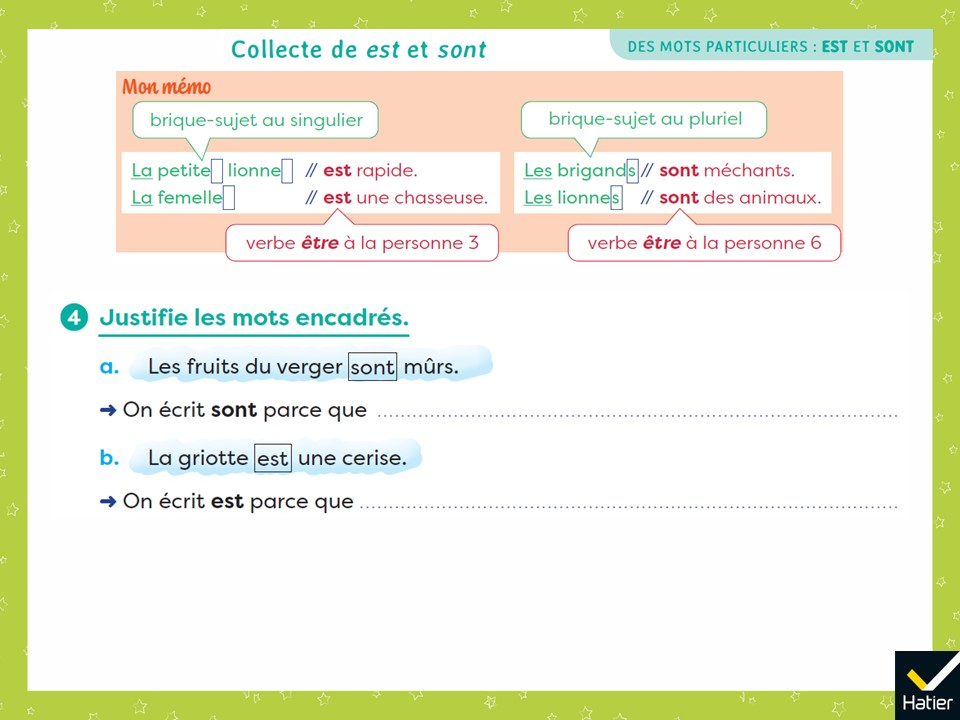 Collecte de est et sont
DES MOTS PARTICULIERS : EST ET SONT
Mon mémo
brique-sujet au singulier
La petite lionne // est rapide.
La femelle // est une chasseuse.
verbe être à la personne 3
brique-sujet au pluriel
Les brigands // sont méchants.
Les lionnes // sont des animaux.
verbe être à la personne 6
4 Justifie les mots encadrés.
a. Les fruits du verger sont mûrs.
➜ On écrit sont parce que ........................................
b. La griotte est une cerise.
➜ On écrit est parce que ........................................
Hatier